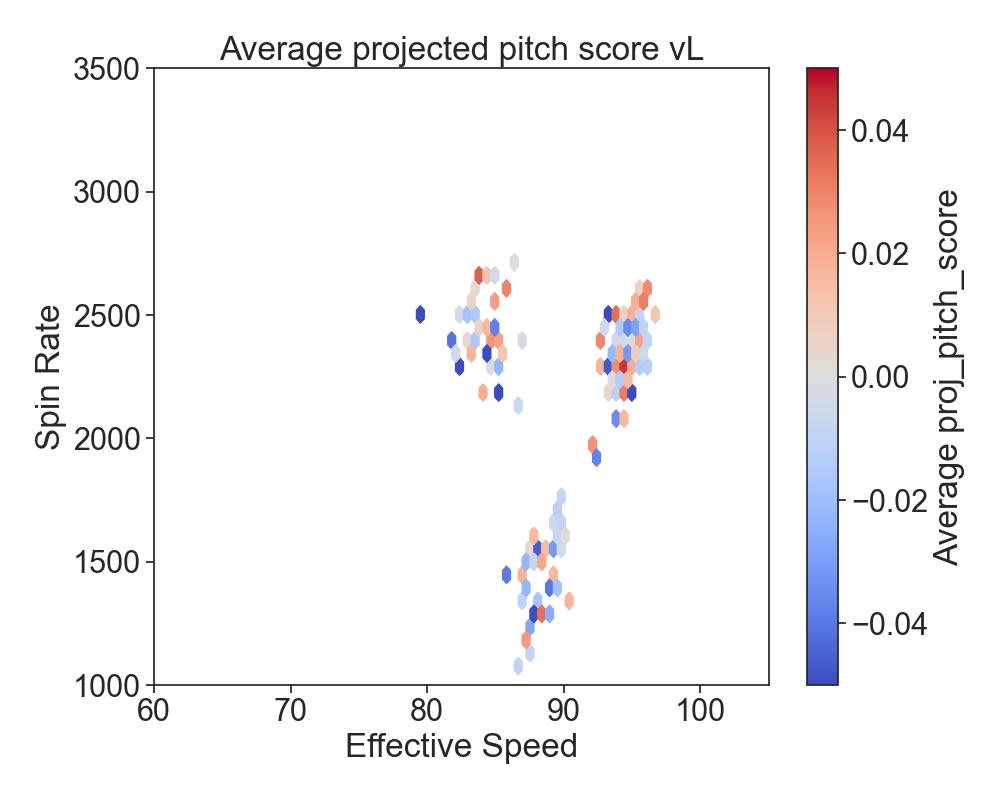 Average projected pitch score vL
3500
3000
2500
2000
1500
1000
Spin Rate
60 70 80 90 100
Effective Speed
0.04
0.02
0.00
−0.02
−0.04
Average proj_pitch_score